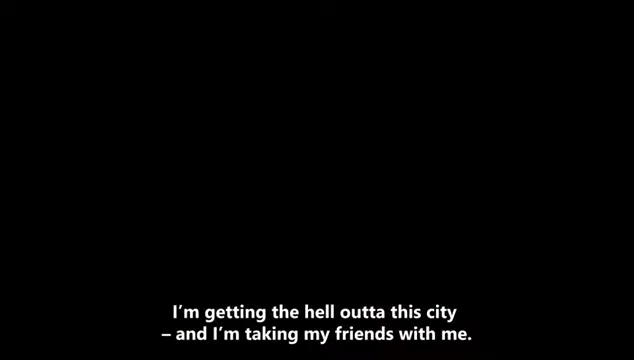 I’m getting the hell outta this city
– and I’m taking my friends with me.